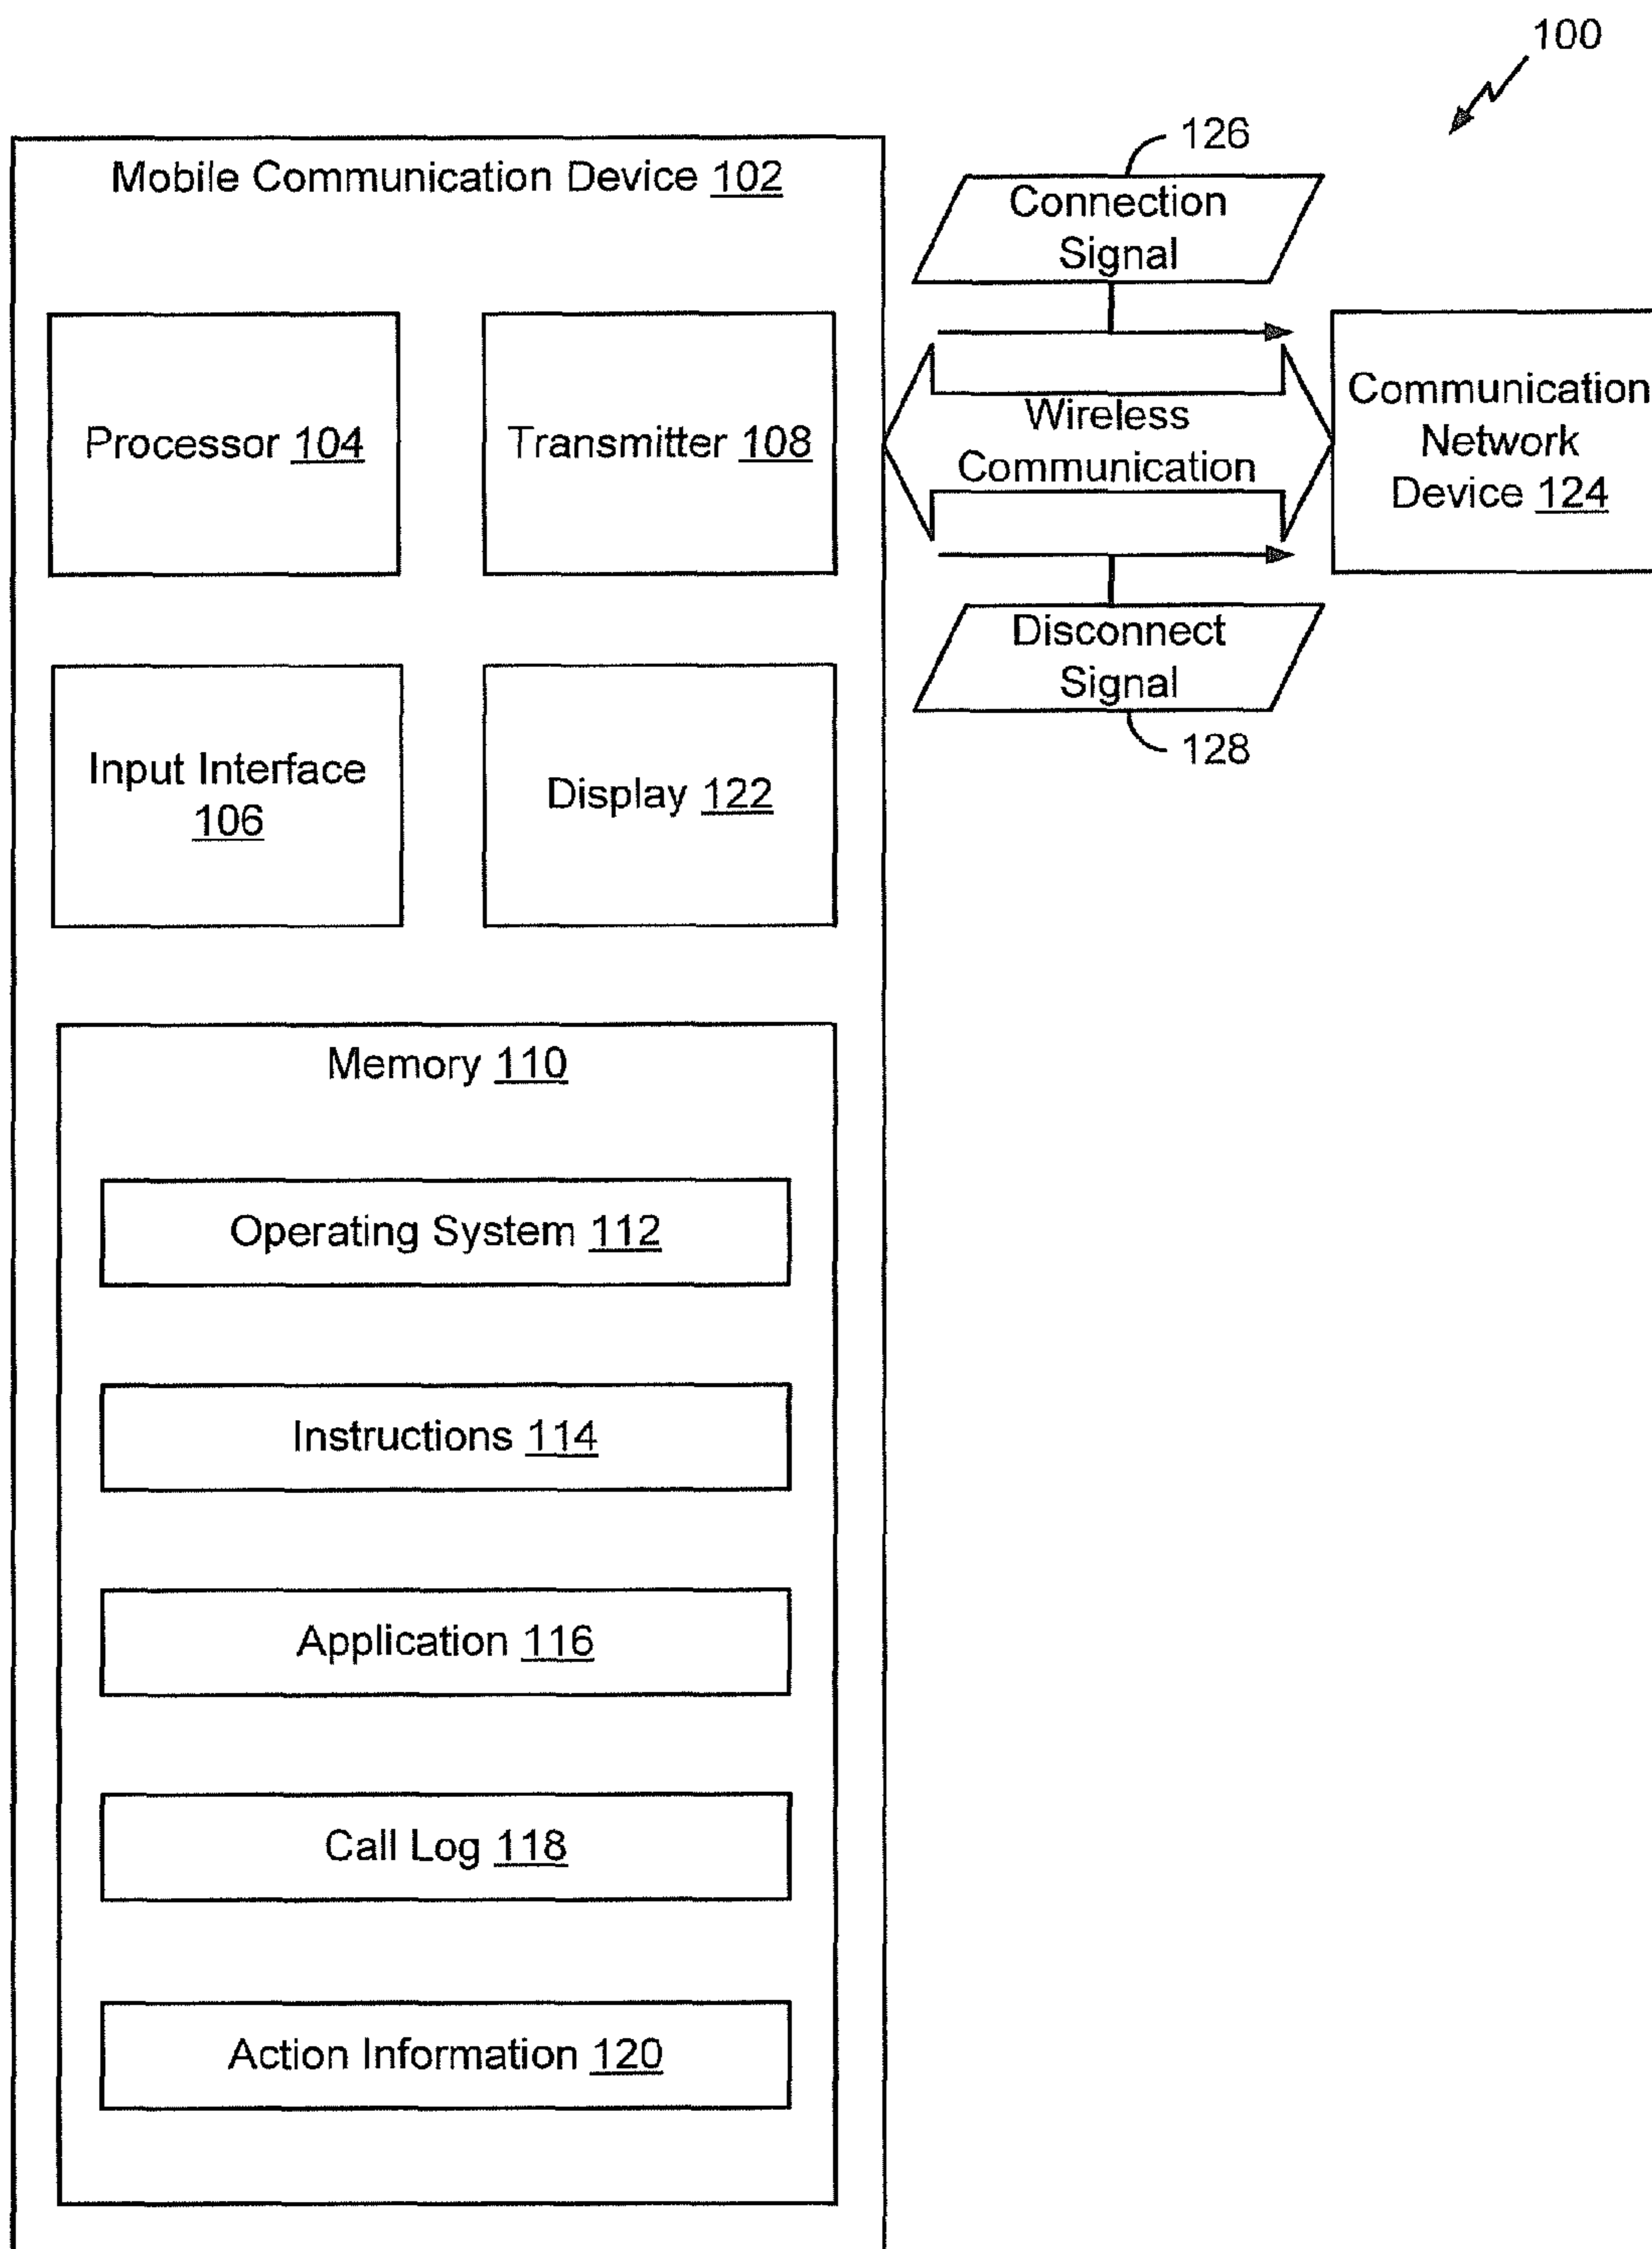 100
Mobile Communication Device 102
126
Connection
Signal
Processor 104
Transmitter 108
Wireless
Communication
Communication
Network
Device 124
Disconnect
Signal
128
Input Interface
106
Display 122
Memory 110
Operating System 112
Instructions 114
Application 116
Call Log 118
Action Information 120